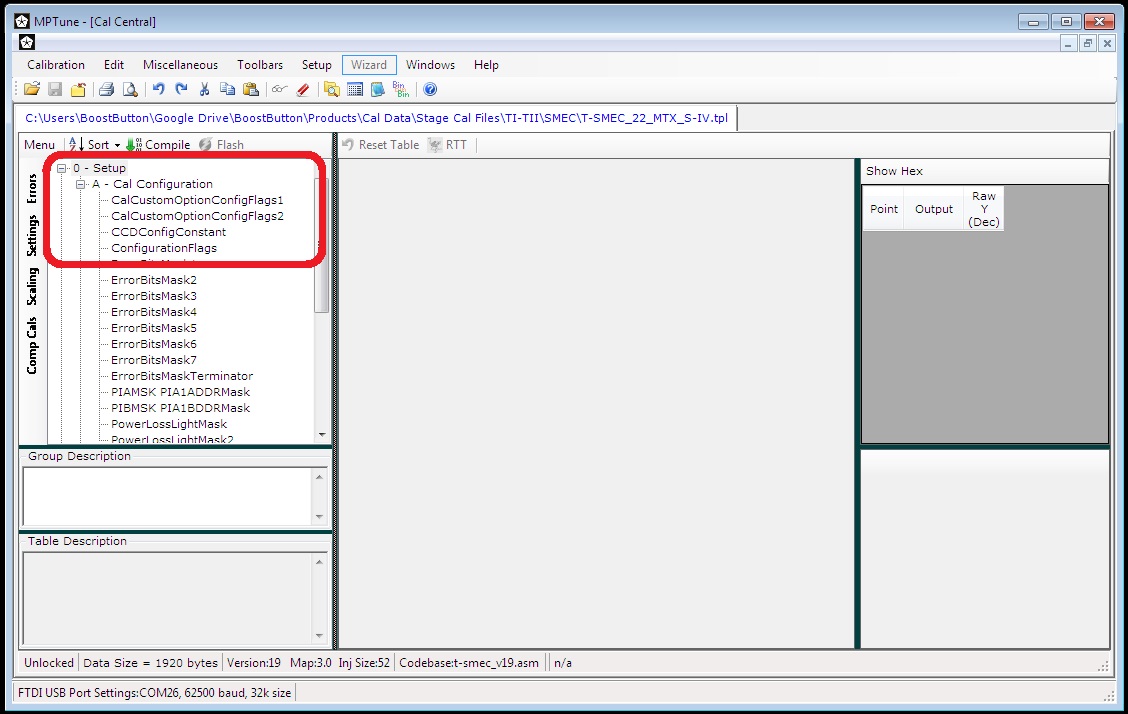 MPTune - [Cal Central]
Calibration Edit Miscellaneous Toolbars Setup Wizard Windows Help
Bin
Bin
C:\Users\BoostButton\Google Drive\BoostButton\Products\Cal Data\Stage Cal Files\TI-TII\SMEC\T-SMEC_22_MTX_S-IV.tpl
Menu Sort Compile Flash
Reset Table RTT
Show Hex
Errors
Settings
Scaling
Comp Cals
0 - Setup
A - Cal Configuration
CalCustomOptionConfigFlags1
CalCustomOptionConfigFlags2
CCDConfigConstant
ConfigurationFlags
ErrorBitsMask2
ErrorBitsMask3
ErrorBitsMask4
ErrorBitsMask5
ErrorBitsMask6
ErrorBitsMask7
ErrorBitsMaskTerminator
PIAMSK PIA1ADDRMask
PIBMSK PIA1BDDRMask
PowerLossLightMask
PowerLossLightMask2
Point Output Raw
Y
(Dec)
Group Description
Table Description
Unlocked Data Size = 1920 bytes Version:19 Map:3.0 Inj Size:52 Codebase:t-smec_v19.asm n/a
FTDI USB Port Settings:COM26, 62500 baud, 32k size